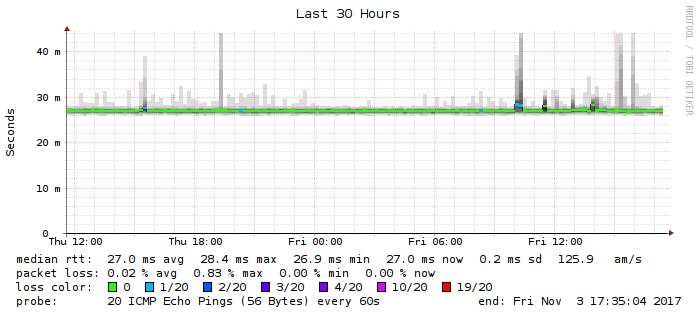 Last 30 Hours
RRDTOOL / TOBI OETIKER
Seconds
40 m
30 m
20 m
10 m
0
Thu 12:00 Thu 18:00 Fri 00:00 Fri 06:00 Fri 12:00
median rtt: 27.0 ms avg 28.4 ms max 26.9 ms min 27.0 ms now 0.2 ms sd 125.9 am/s
packet loss: 0.02 % avg 0.83 % max 0.00 % min 0.00 % now
loss color: 0 1/20 2/20 3/20 4/20 10/20 19/20
probe: 20 ICMP Echo Pings (56 Bytes) every 60s end: Fri Nov 3 17:35:04 2017